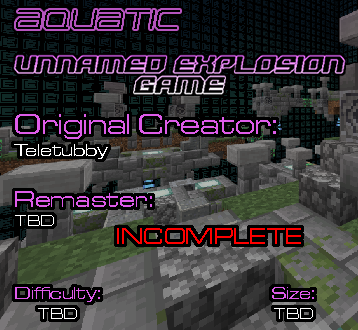 AQUATIC
UNNAMED EXPLOSION
GAME
Original Creator:
Teletubby
Remaster:
TBD
INCOMPLETE
Difficulty:
TBD
Size:
TBD